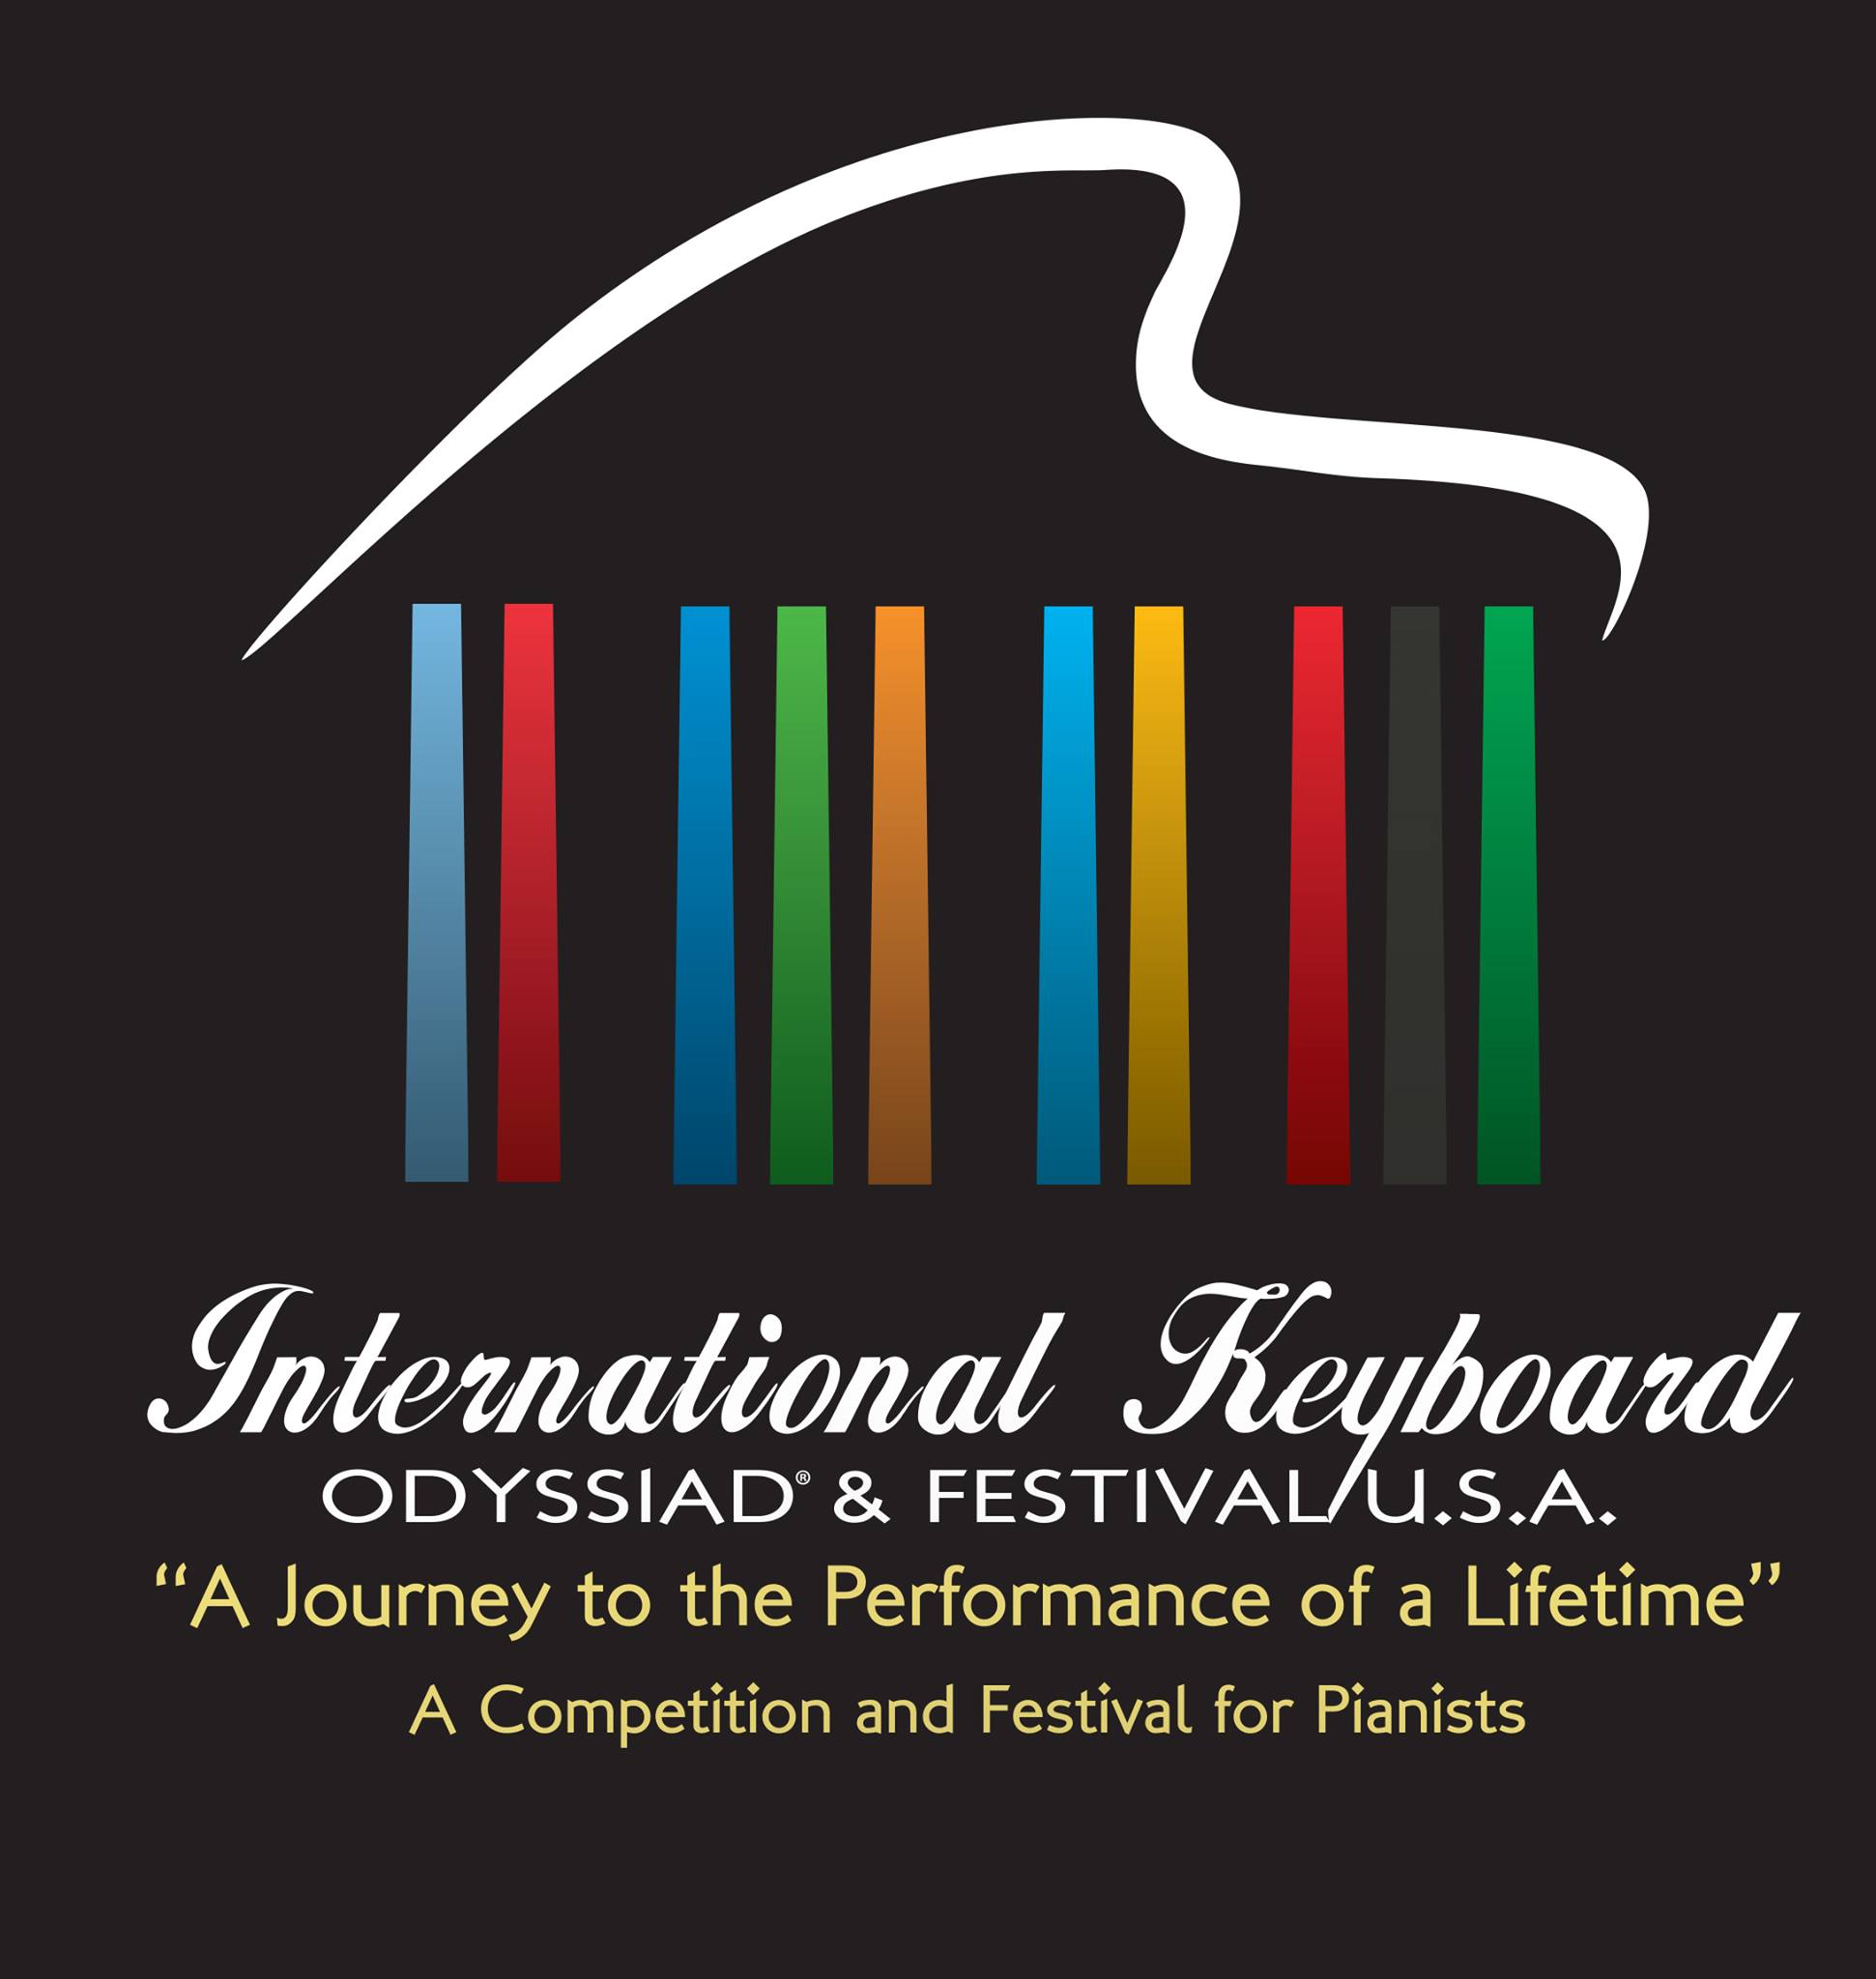 International Keyboard
ODYSSIAD® & FESTIVAL U.S.A.
“A Journey to the Performance of a Lifetime”
A Competition and Festival for Pianists